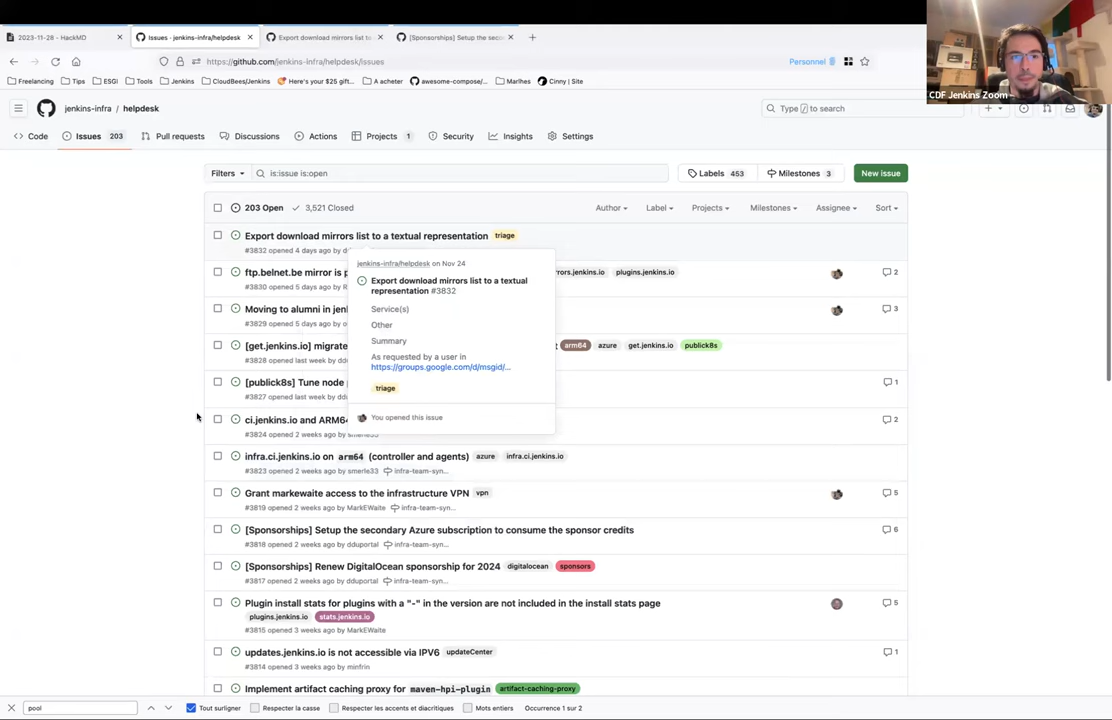 2023-11-28 - HackMD
Issues · jenkins-infra/helpdesk
Export download mirrors list to
[Sponsorships] Setup the seco
https://github.com/jenkins-infra/helpdesk/issues
Personnel
Freelancing
Tips
ESGI
Tools
Jenkins
CloudBees/Jenkins
Here's your $25 gift...
A acheter
awesome-compose/...
Marlhes
Cinny | Site
CDF Jenkins Zoom -
jenkins-infra / helpdesk
Type / to search
Code
Issues 203
Pull requests
Discussions
Actions
Projects 1
Security
Insights
Settings
Filters
is:issue is:open
Labels 453
Milestones 3
New issue
203 Open
3,521 Closed
Author
Label
Projects
Milestones
Assignee
Sort
Export download mirrors list to a textual representation triage
#3832 opened 4 days ago by
jenkins-infra/helpdesk on Nov 24
Export download mirrors list to a textual
representation #3832
Service(s)
Other
Summary
As requested by a user in
https://groups.google.com/d/msgid/...
triage
You opened this issue
ftp.belnet.be mirror is
plugins.jenkins.io
2
#3830 opened 5 days ago by
Moving to alumni in
3
#3829 opened 5 days ago by
[get.jenkins.io]
arm64 azure get.jenkins.io publick8s
#3828 opened last week by
[publick8s] Tune node
1
#3827 opened last week by
ci.jenkins.io and
2
#3824 opened 2 weeks ago by smerle33
infra.ci.jenkins.io on arm64 (controller and agents) azure infra.ci.jenkins.io
#3823 opened 2 weeks ago by smerle33 infra-team-syn...
Grant markewaite access to the infrastructure VPN vpn
5
#3819 opened 2 weeks ago by MarkEWaite infra-team-syn...
[Sponsorships] Setup the secondary Azure subscription to consume the sponsor credits
6
#3818 opened 2 weeks ago by dduportal infra-team-syn...
[Sponsorships] Renew DigitalOcean sponsorship for 2024 digitalocean sponsors
#3817 opened 2 weeks ago by dduportal infra-team-syn...
Plugin install stats for plugins with a "-" in the version are not included in the install stats page
5
plugins.jenkins.io stats.jenkins.io
#3815 opened 3 weeks ago by MarkEWaite
updates.jenkins.io is not accessible via IPV6 updateCenter
1
#3814 opened 3 weeks ago by minfrin
Implement artifact caching proxy for maven-hpi-plugin artifact-caching-proxy
pool
Tout surligner
Respecter la casse
Respecter les accents et diacritiques
Mots entiers
Occurrence 1 sur 2